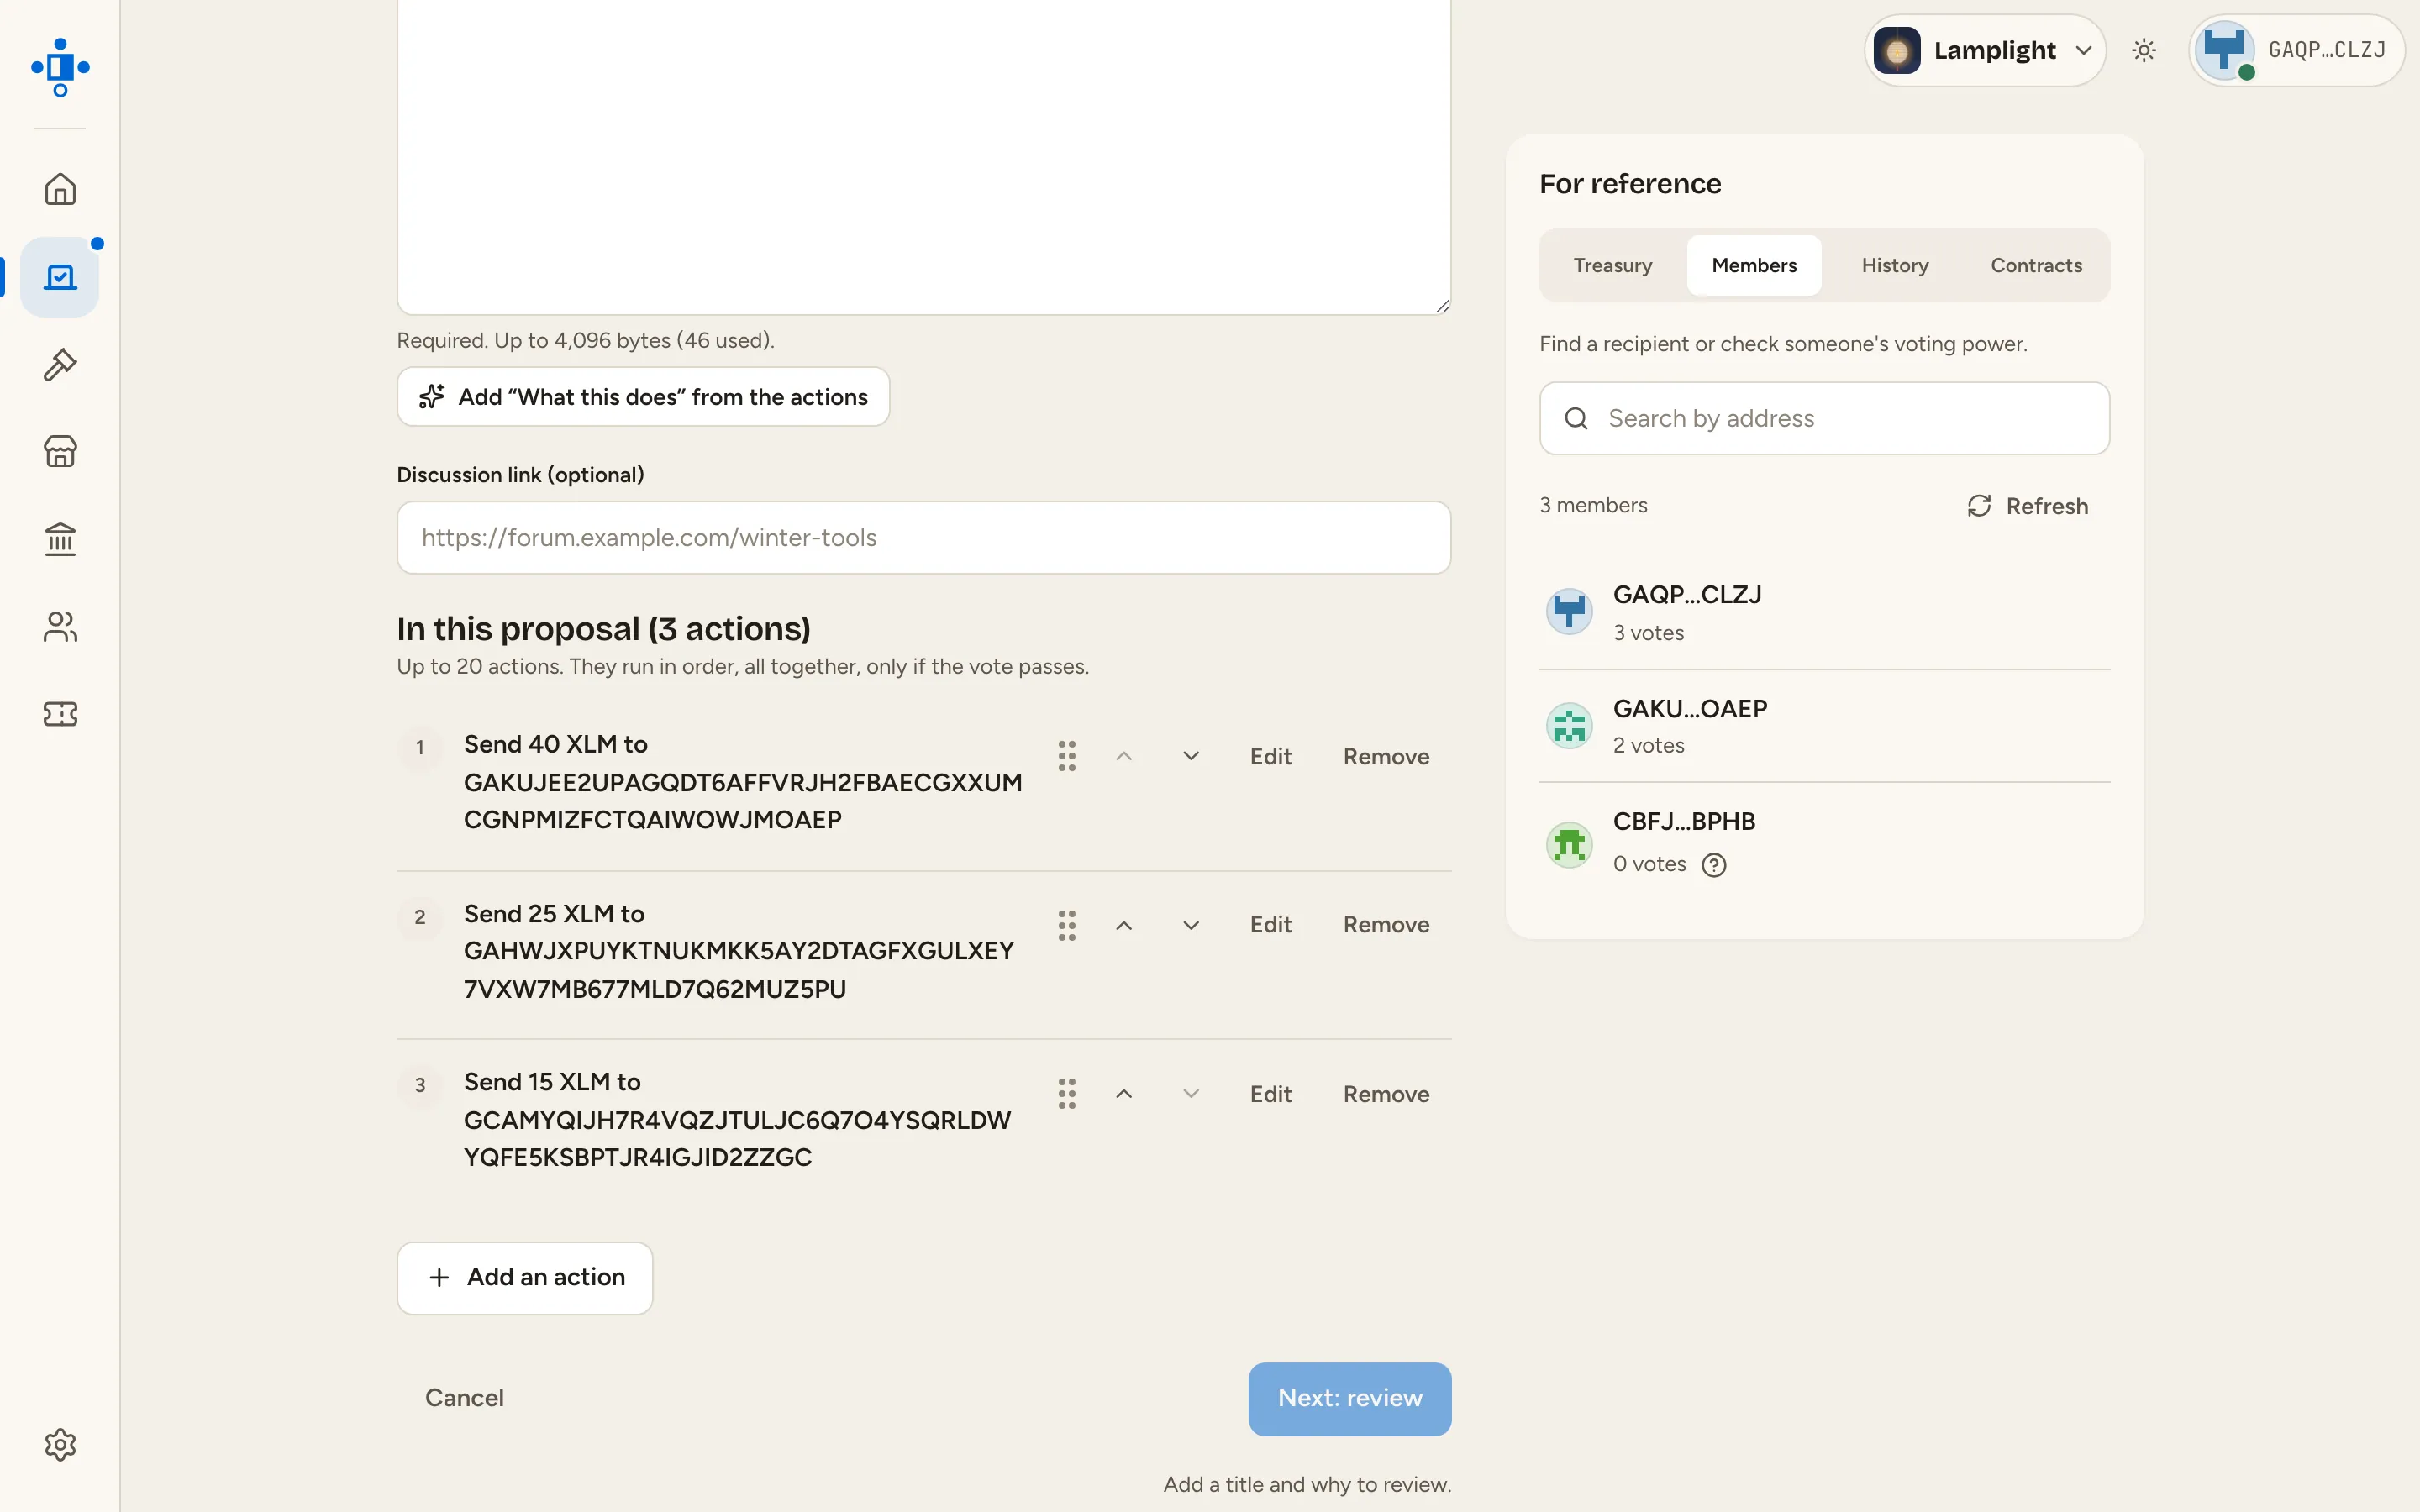 Lamplight
GAQP…CLZJ
Required. Up to 4,096 bytes (46 used).
Add “What this does” from the actions
Discussion link (optional)
https://forum.example.com/winter-tools
In this proposal (3 actions)
Up to 20 actions. They run in order, all together, only if the vote passes.
1
Send 40 XLM to
GAKUJEE2UPAGQDT6AFFVRJH2FBAECGXXUM
CGNPMIZFCTQAIWOWJMOAEP
Edit
Remove
2
Send 25 XLM to
GAHWJXPUYKTNUKMKK5AY2DTAGFXGULXEY
7VXW7MB677MLD7Q62MUZ5PU
Edit
Remove
3
Send 15 XLM to
GCAMYQIJH7R4VQZJTULJC6Q7O4YSQRLDW
YQFE5KSBPTJR4IGJID2ZZGC
Edit
Remove
Add an action
Cancel
Next: review
Add a title and why to review.
For reference
Treasury
Members
History
Contracts
Find a recipient or check someone's voting power.
Search by address
3 members
Refresh
GAQP…CLZJ
3 votes
GAKU…OAEP
2 votes
CBFJ…BPHB
0 votes